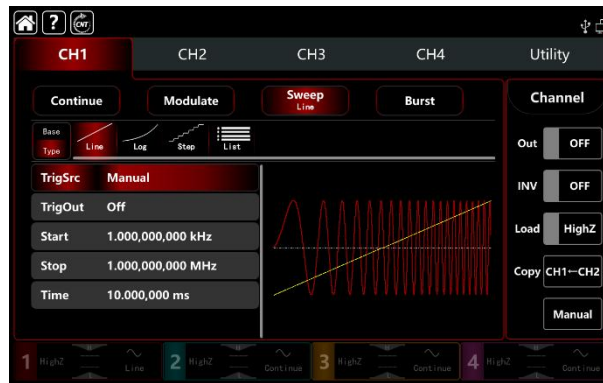 ? CNT
CH1 CH2 CH3 CH4 Utility
Continue Modulate Sweep Burst Channel
Line
Base
Type Line Log Step List
Out OFF
TrigSrc Manual
INV OFF
TrigOut Off
Load HighZ
Start 1.000,000,000 kHz
Stop 1.000,000 MHz
Copy CH1←CH2
Time 10.000,000 ms
Manual
1 HighZ Line 2 HighZ Continue 3 HighZ Continue 4 HighZ Continue